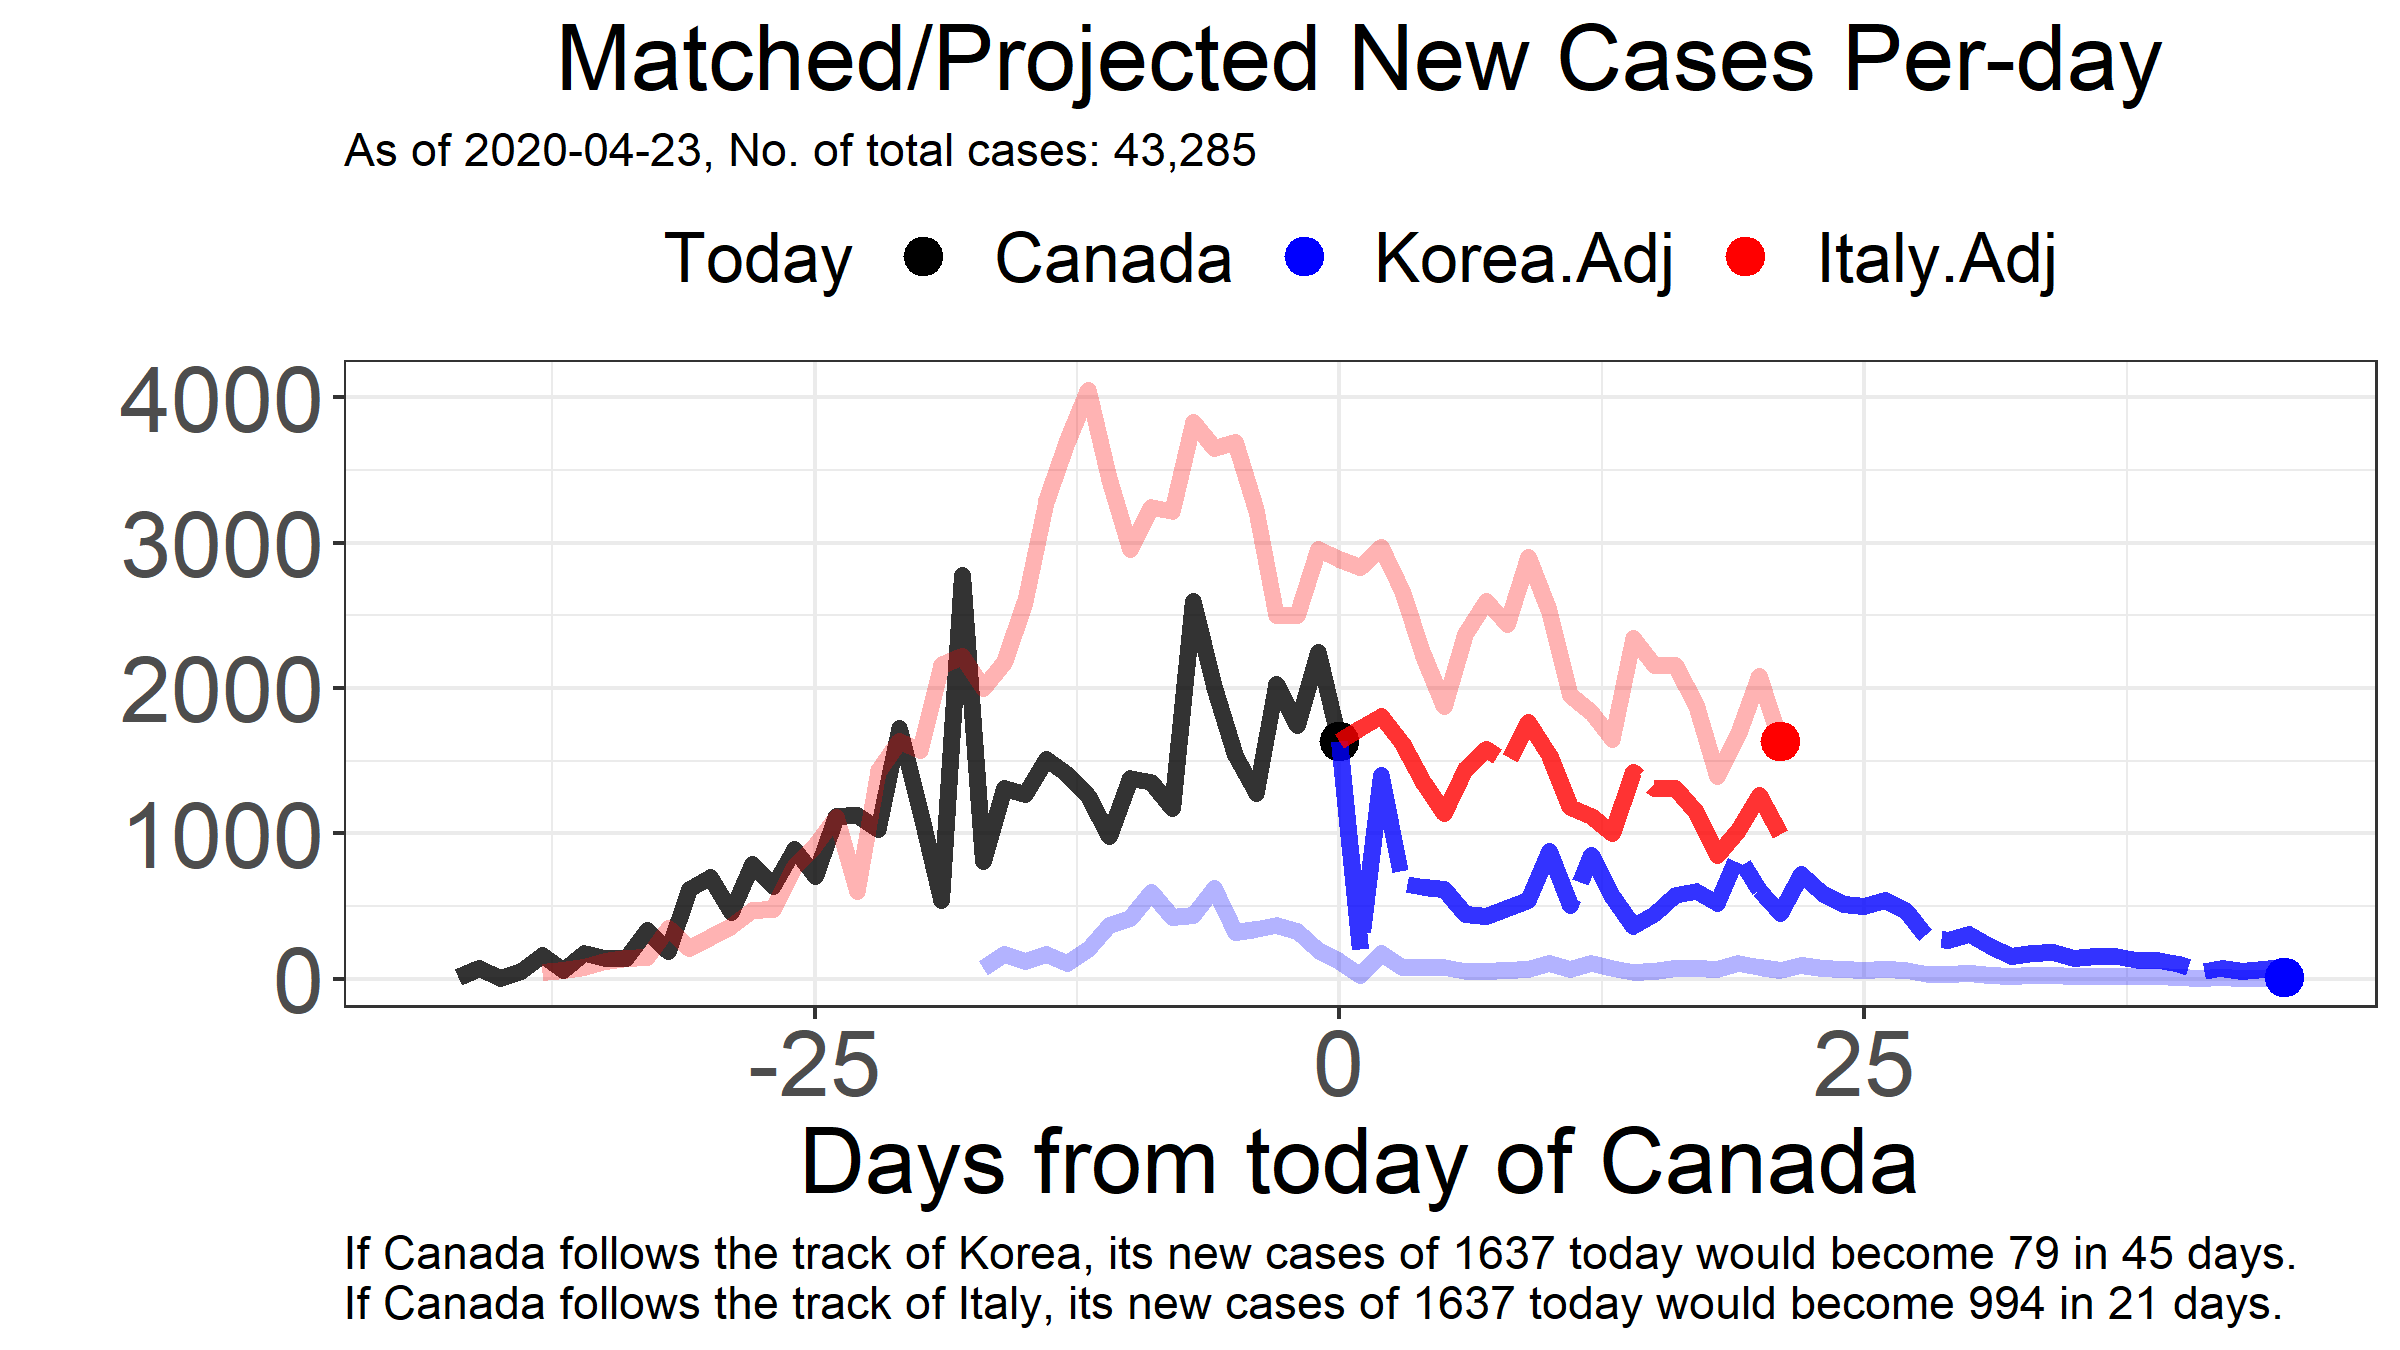 Matched/Projected New Cases Per-day
As of 2020-04-23, No. of total cases: 43,285
Today Canada Korea.Adj Italy.Adj
4000
3000
2000
1000
0
-25 0 25
Days from today of Canada
If Canada follows the track of Korea, its new cases of 1637 today would become 79 in 45 days.
If Canada follows the track of Italy, its new cases of 1637 today would become 994 in 21 days.